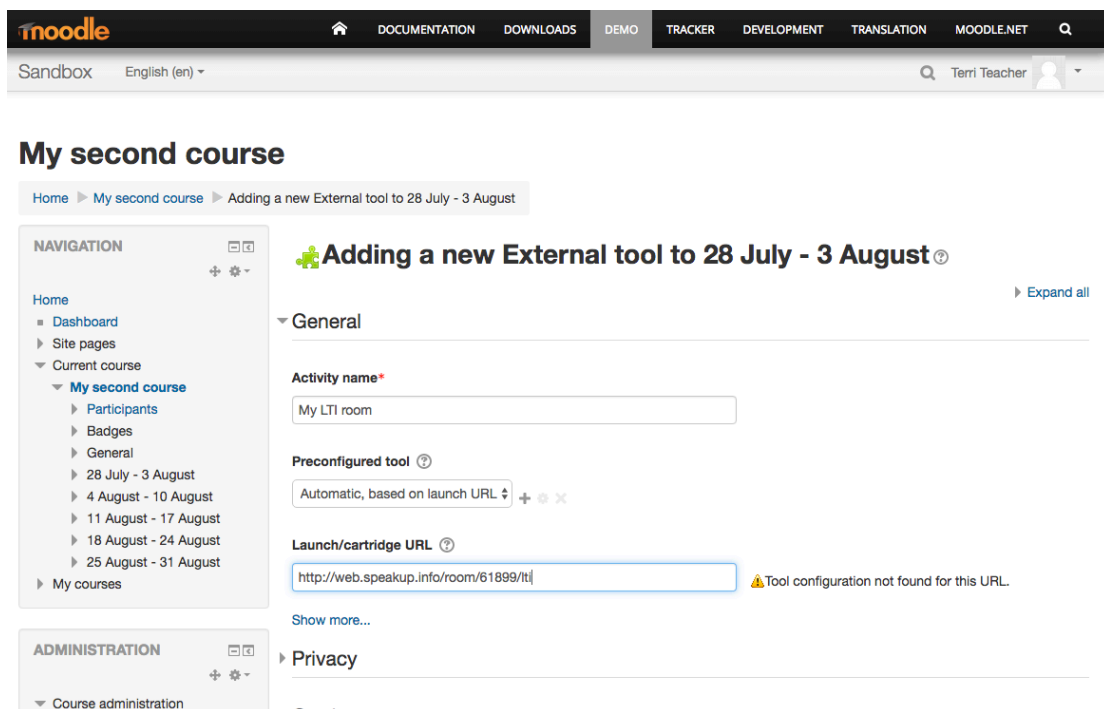 moodle
DOCUMENTATION DOWNLOADS DEMO TRACKER DEVELOPMENT TRANSLATION MOODLE.NET
Sandbox English (en) Terri Teacher
My second course
Home My second course Adding a new External tool to 28 July - 3 August
NAVIGATION
Home
Dashboard
Site pages
Current course
My second course
Participants
Badges
General
28 July - 3 August
4 August - 10 August
11 August - 17 August
18 August - 24 August
25 August - 31 August
My courses
ADMINISTRATION
Course administration
Adding a new External tool to 28 July - 3 August
Expand all
General
Activity name*
My LTI room
Preconfigured tool
Automatic, based on launch URL
Launch/cartridge URL
http://web.speakup.info/room/61899/lti
Tool configuration not found for this URL.
Show more...
Privacy